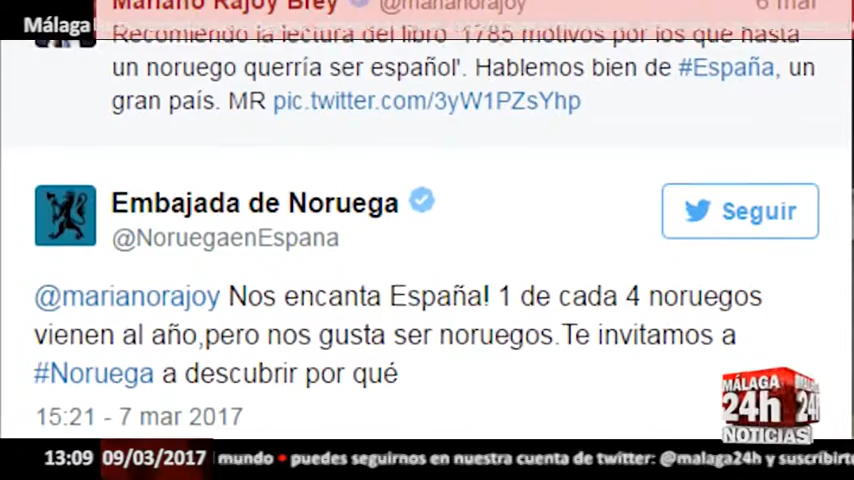 Mariano Rajoy Brey @marianorajoy 6 mar
Málaga
Recomiendo la lectura del libro '1785 motivos por los que hasta
un noruego querría ser español'. Hablemos bien de #España, un
gran país. MR pic.twitter.com/3yW1PZsYhp
Embajada de Noruega
@NoruegaenEspana
Seguir
@marianorajoy Nos encanta España! 1 de cada 4 noruegos
vienen al año,pero nos gusta ser noruegos.Te invitamos a
#Noruega a descubrir por qué
15:21 - 7 mar 2017
MÁLAGA
24h
NOTICIAS
13:09 09/03/2017 mundo • puedes seguirnos en nuestra cuenta de twitter: @malaga24h y suscribirte